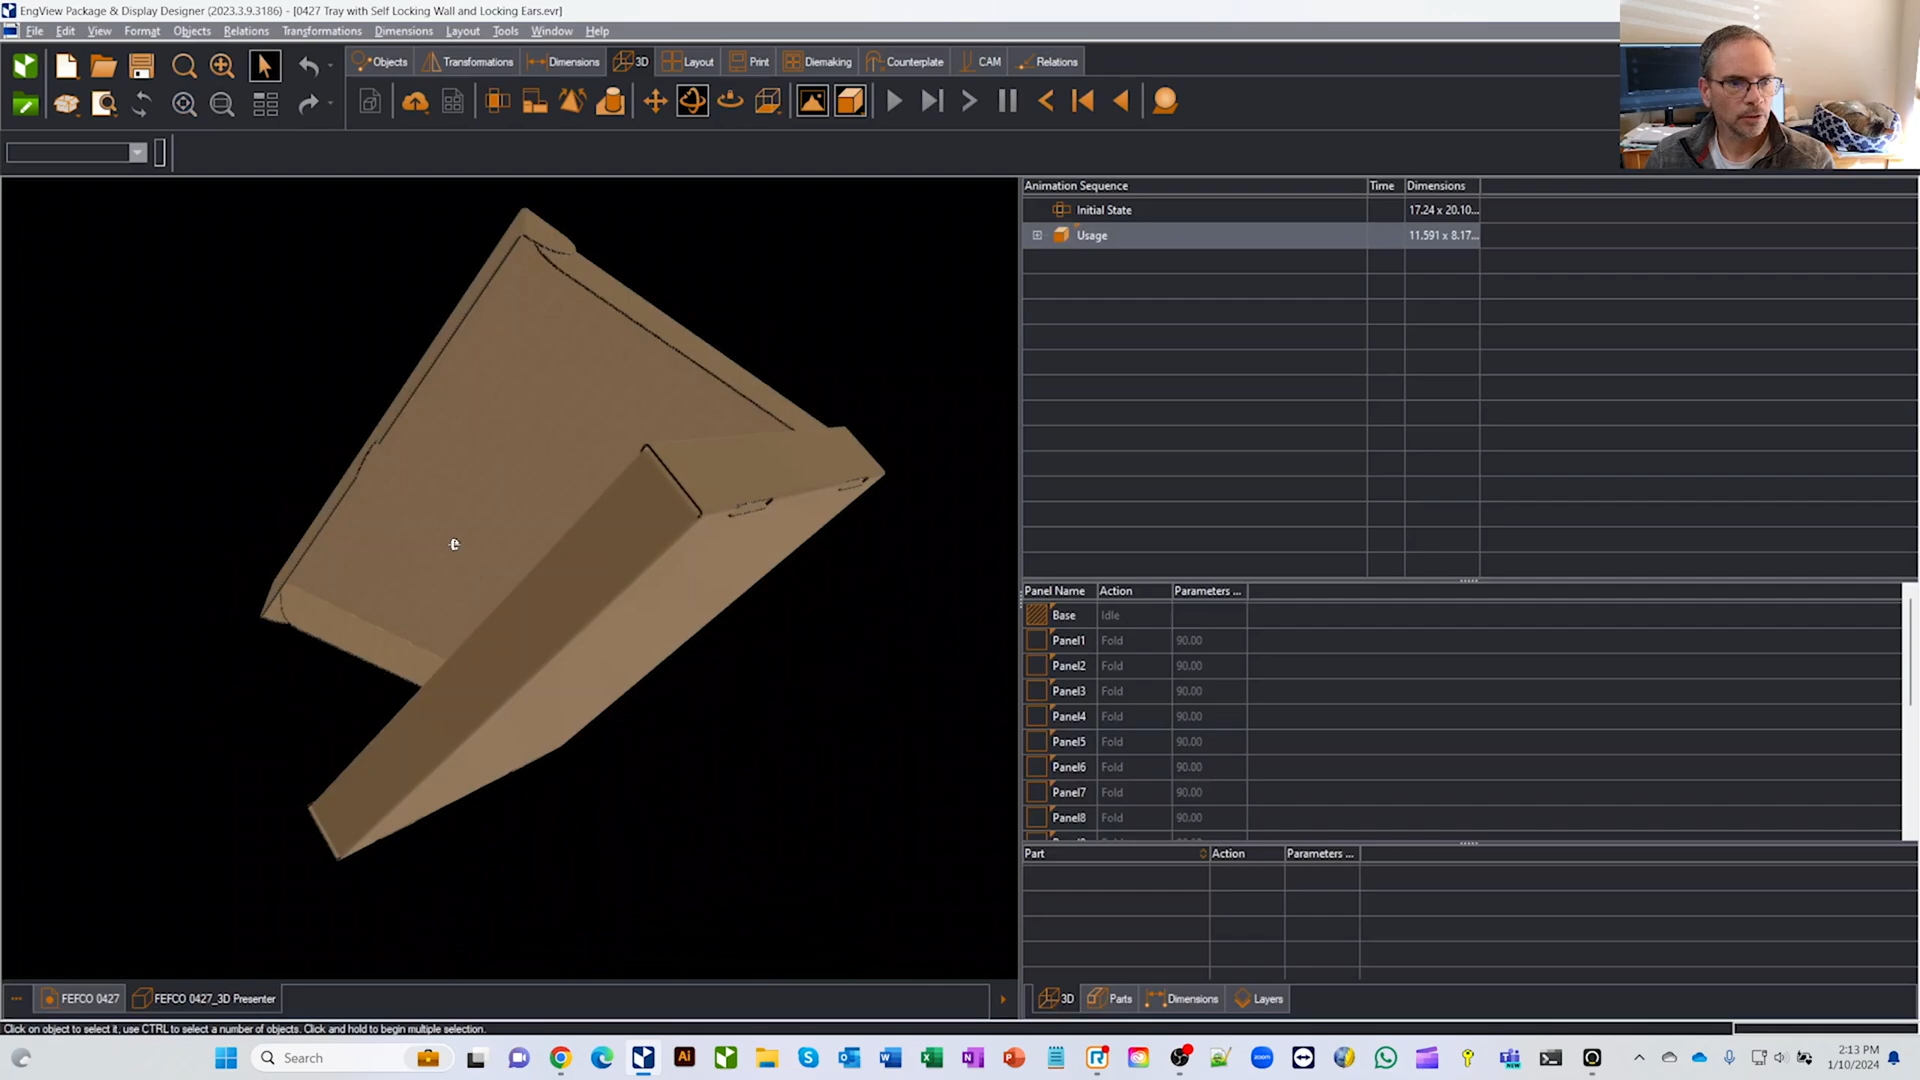 EngView Package & Display Designer (2023.3.9.3186) - [0427 Tray with Self Locking Wall and Locking Ears.evr]
File Edit View Format Objects Relations Transformations Dimensions Layout Tools Window Help
Objects Transformations Dimensions 3D Layout Print Diemaking Counterplate CAM Relations
Animation Sequence Time Dimensions
Initial State 17.24 x 20.10...
Usage 11.591 x 8.17...
Panel Name Action Parameters ...
Base Idle
Panel1 Fold 90.00
Panel2 Fold 90.00
Panel3 Fold 90.00
Panel4 Fold 90.00
Panel5 Fold 90.00
Panel6 Fold 90.00
Panel7 Fold 90.00
Panel8 Fold 90.00
Part Action Parameters ...
... FEFCO 0427 FEFCO 0427_3D Presenter 3D Parts Dimensions Layers
Click on object to select it, use CTRL to select a number of objects. Click and hold to begin multiple selection.
Search 2:13 PM
1/10/2024